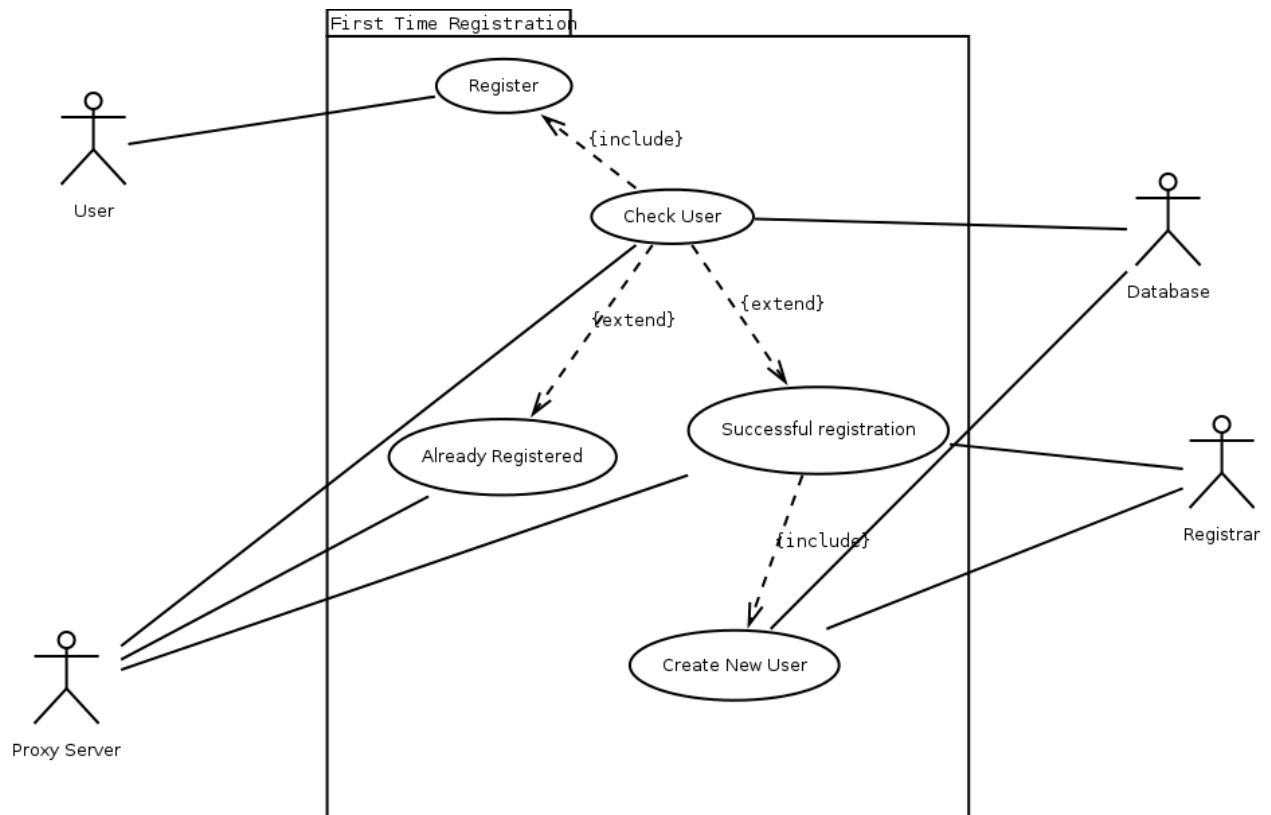 First Time Registration
Register
{include}
User
Check User
Database
{extend}
{extend}
Successful registration
Already Registered
Registrar
{include}
Create New User
Proxy Server